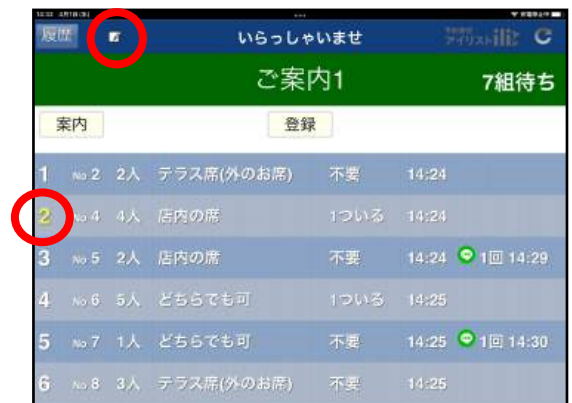 履歴 いらっしゃいませ アイリスト ilis
ご案内1 7組待ち
案内 登録
1 No 2 2人 テラス席(外のお席) 不要 14:24
2 No 4 4人 店内の席 1ついる 14:24
3 No 5 2人 店内の席 不要 14:24 1回 14:29
4 No 6 5人 どちらでも可 1ついる 14:25
5 No 7 1人 どちらでも可 不要 14:25 1回 14:30
6 No 8 3人 テラス席(外のお席) 不要 14:25